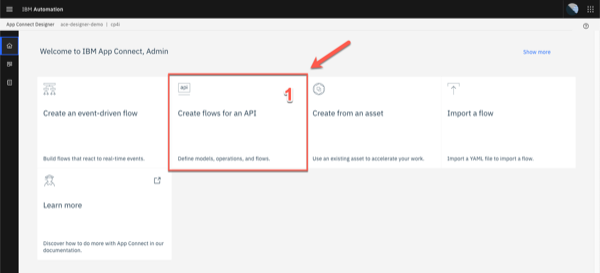 IBM Automation
App Connect Designer ace-designer-demo | cp4i
Welcome to IBM App Connect, Admin
Show more
API
1
Create an event-driven flow
Create flows for an API
Create from an asset
Import a flow
Build flows that react to real-time events.
Define models, operations, and flows.
Use an existing asset to accelerate your work.
Import a YAML file to import a flow.
Learn more
Discover how to do more with App Connect in our
documentation.